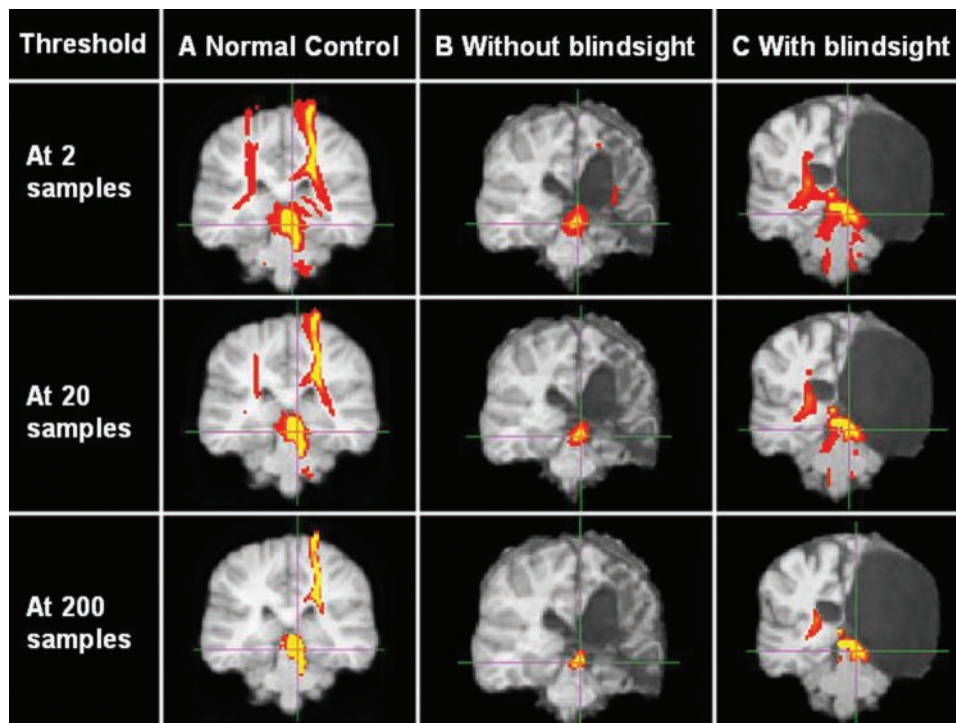 Threshold
A Normal Control
B Without blindsight
C With blindsight
At 2
samples
At 20
samples
At 200
samples